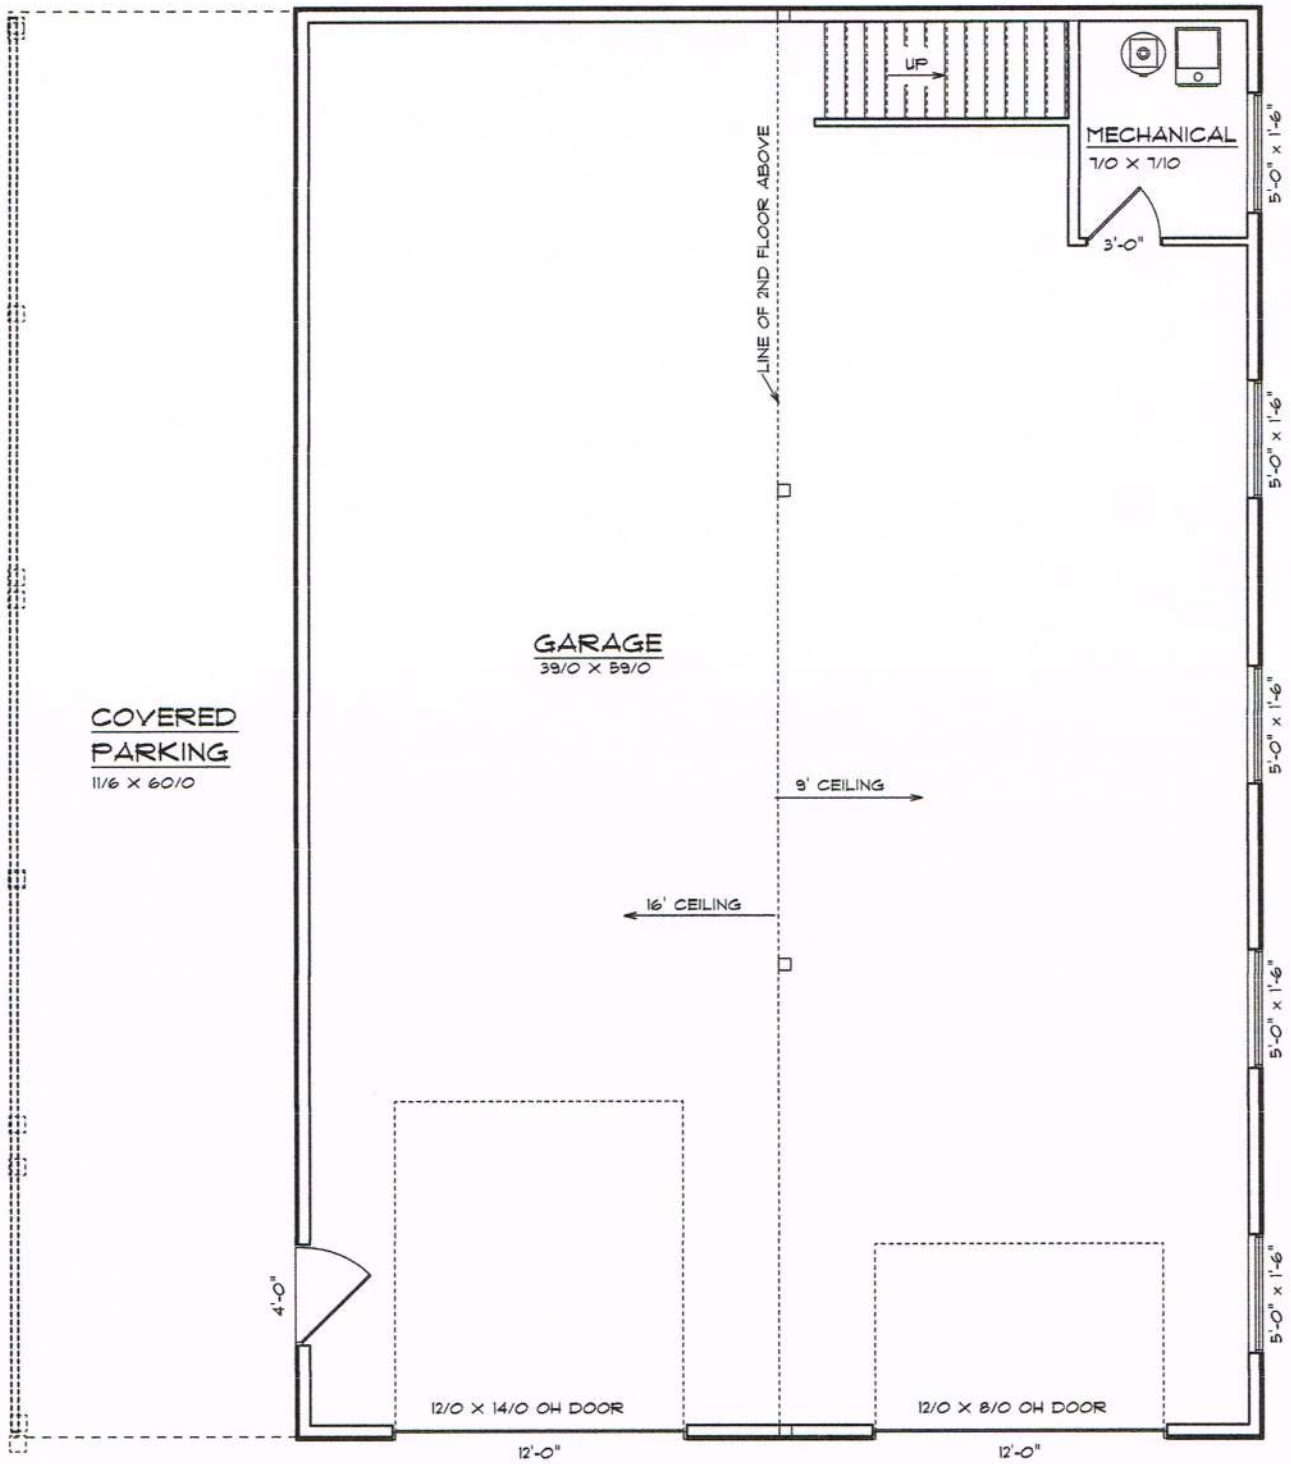 UP
MECHANICAL
7/0 X 7/10
3'-0"
5'-0" x 1'-6"
LINE OF 2ND FLOOR ABOVE
5'-0" x 1'-6"
GARAGE
39/0 X 59/0
5'-0" x 1'-6"
COVERED
PARKING
11/6 X 60/0
9' CEILING
16' CEILING
5'-0" x 1'-6"
4'-0"
5'-0" x 1'-6"
12/0 X 14/0 OH DOOR
12/0 X 8/0 OH DOOR
12'-0"
12'-0"